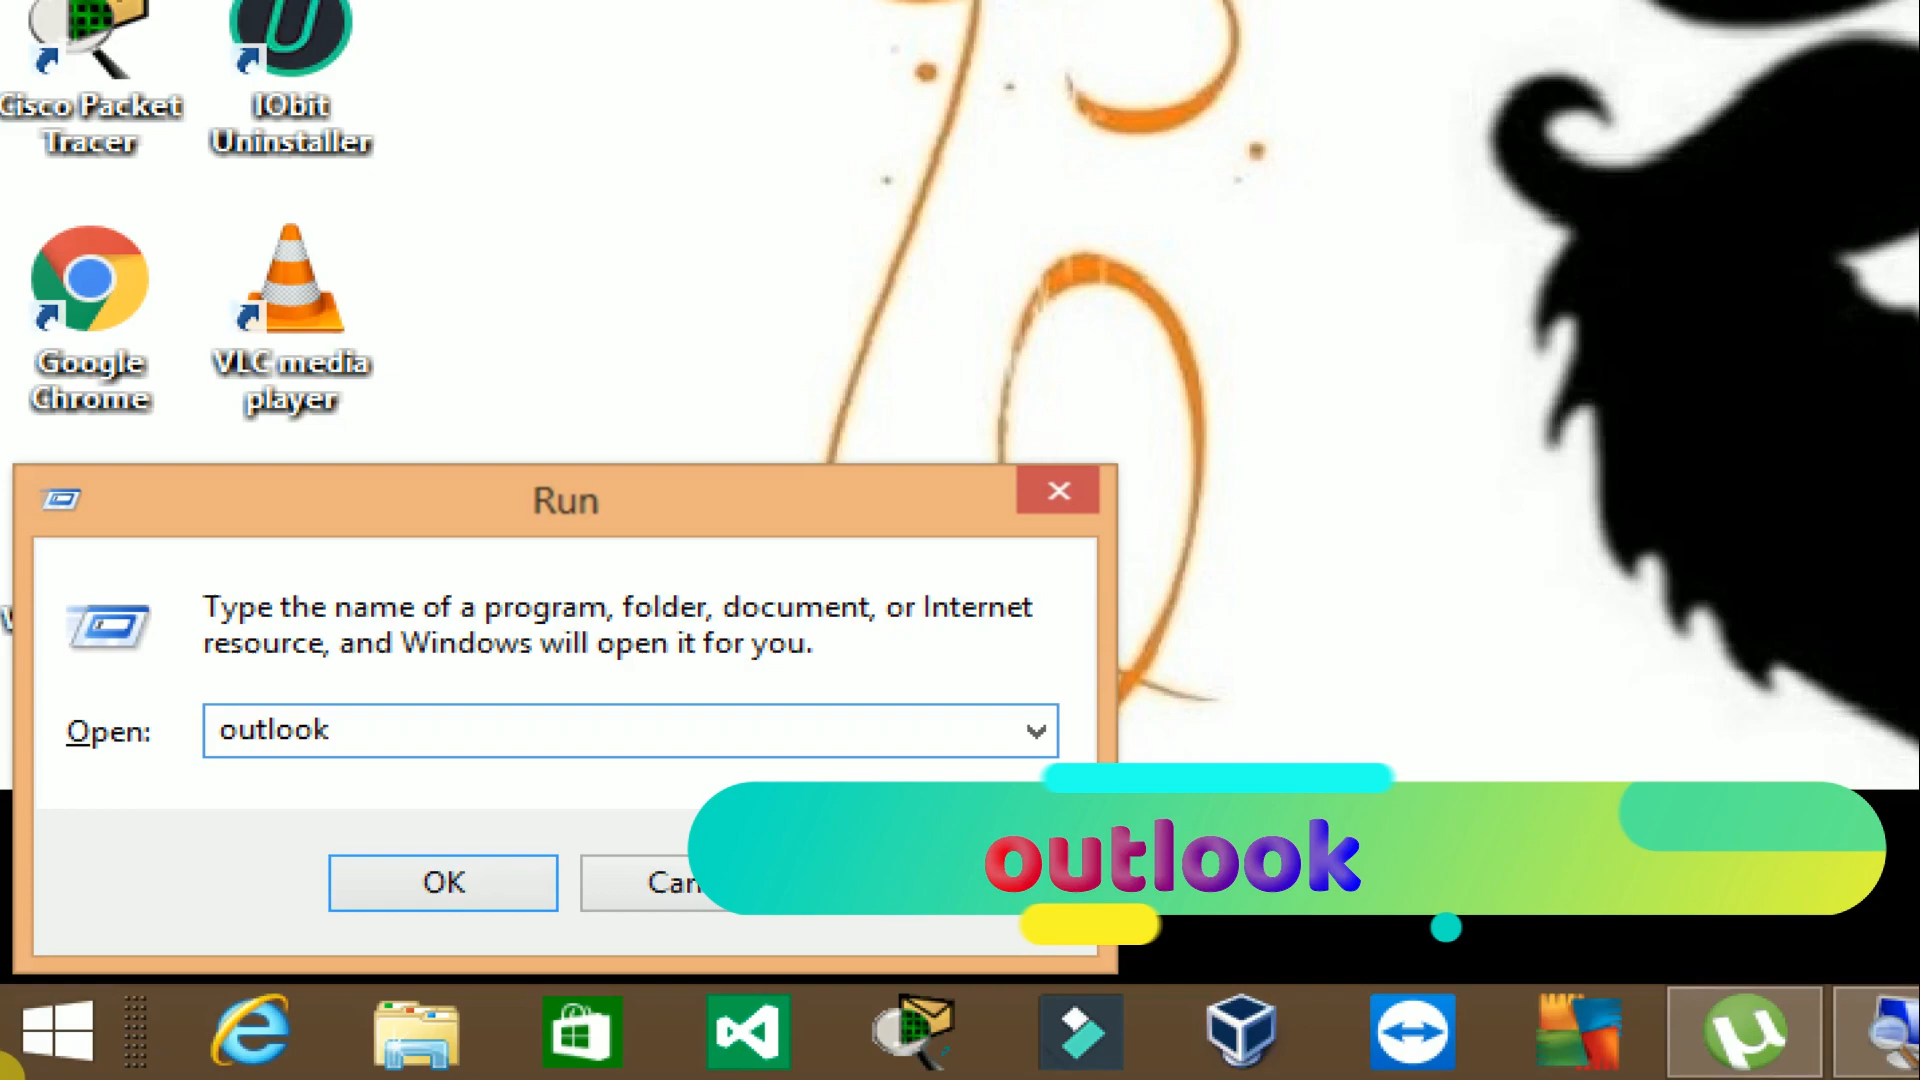 Cisco Packet
Tracer
IObit
Uninstaller
Google
Chrome
VLC media
player
Run
Type the name of a program, folder, document, or Internet
resource, and Windows will open it for you.
Open:
outlook
OK
Can
outlook